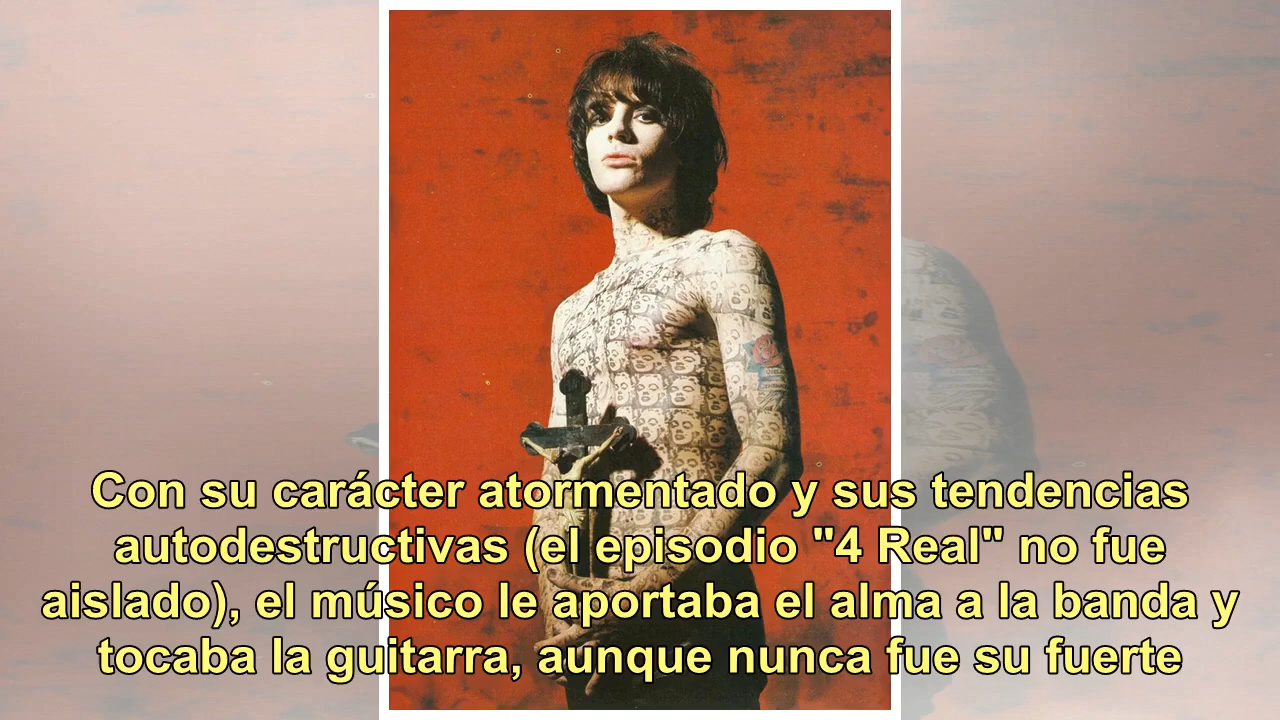 Con su carácter atormentado y sus tendencias
autodestructivas (el episodio "4 Real" no fue
aislado), el músico le aportaba el alma a la banda y
tocaba la guitarra, aunque nunca fue su fuerte